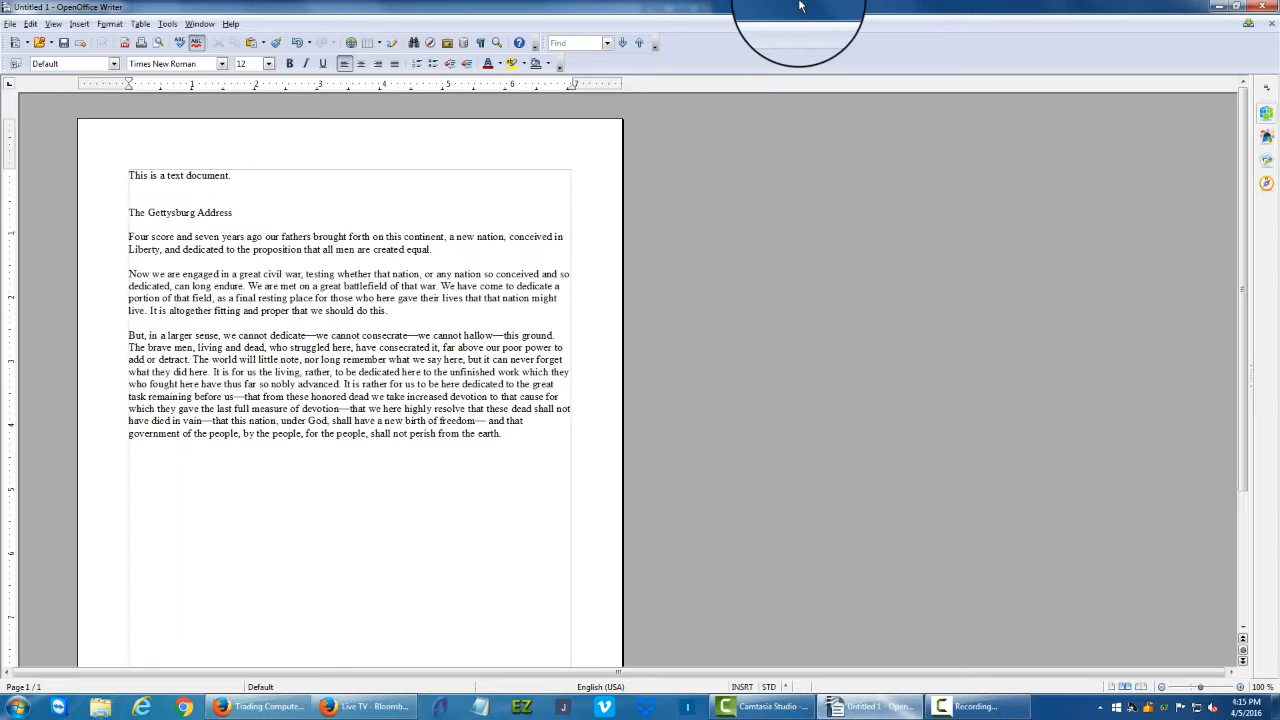 Untitled 1 - OpenOffice Writer
File Edit View Insert Format Table Tools Window Help
Find
Default Times New Roman 12
1 2 3 4 5 6 7
This is a text document.
The Gettysburg Address
Four score and seven years ago our fathers brought forth on this continent, a new nation, conceived in
Liberty, and dedicated to the proposition that all men are created equal.
Now we are engaged in a great civil war, testing whether that nation, or any nation so conceived and so
dedicated, can long endure. We are met on a great battlefield of that war. We have come to dedicate a
portion of that field, as a final resting place for those who here gave their lives that that nation might
live. It is altogether fitting and proper that we should do this.
But, in a larger sense, we cannot dedicate—we cannot consecrate—we cannot hallow—this ground.
The brave men, living and dead, who struggled here, have consecrated it, far above our poor power to
add or detract. The world will little note, nor long remember what we say here, but it can never forget
what they did here. It is for us the living, rather, to be dedicated here to the unfinished work which they
who fought here have thus far so nobly advanced. It is rather for us to be here dedicated to the great
task remaining before us—that from these honored dead we take increased devotion to that cause for
which they gave the last full measure of devotion—that we here highly resolve that these dead shall not
have died in vain—that this nation, under God, shall have a new birth of freedom— and that
government of the people, by the people, for the people, shall not perish from the earth.
Page 1 / 1 Default English (USA) INSRT STD * 100 %
Trading Compute... Live TV - Bloomb... EZ J I Camtasia Studio -... Untitled 1 - Open... Recording... 67 4:15 PM
4/5/2016